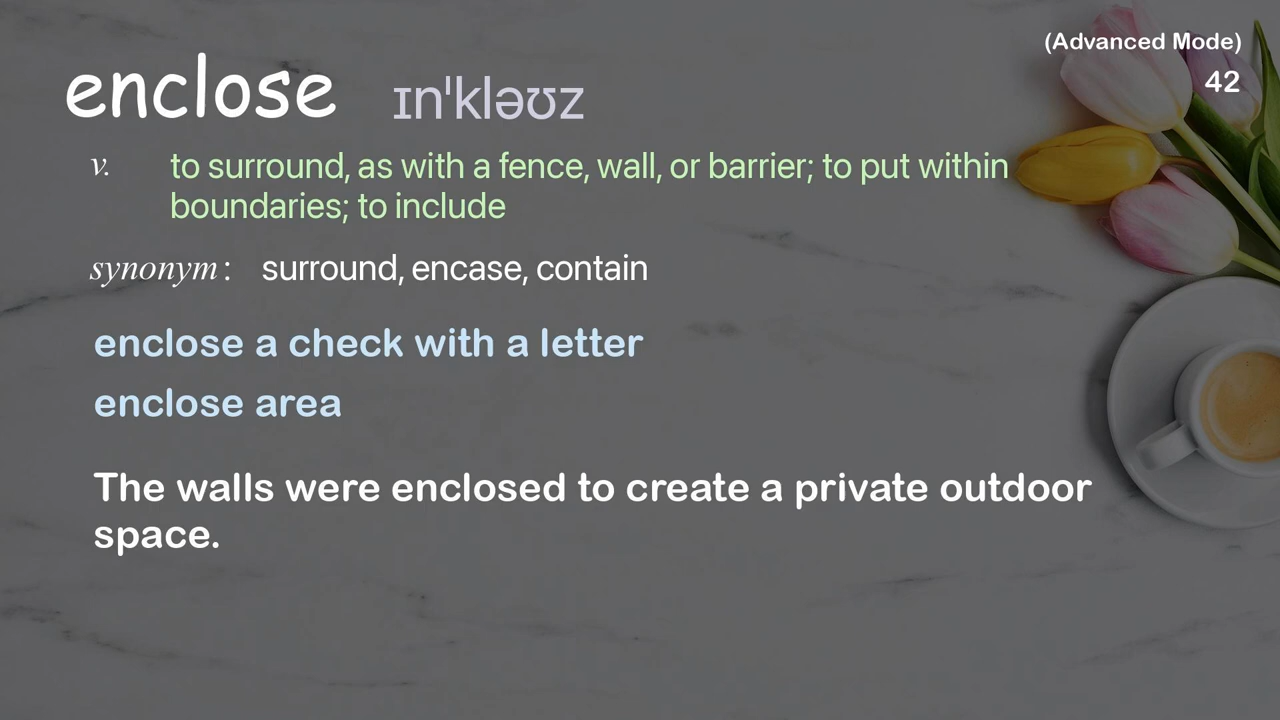 (Advanced Mode)
enclose ɪnˈkləʊz
42
v. to surround, as with a fence, wall, or barrier; to put within
boundaries; to include
synonym: surround, encase, contain
enclose a check with a letter
enclose area
The walls were enclosed to create a private outdoor
space.